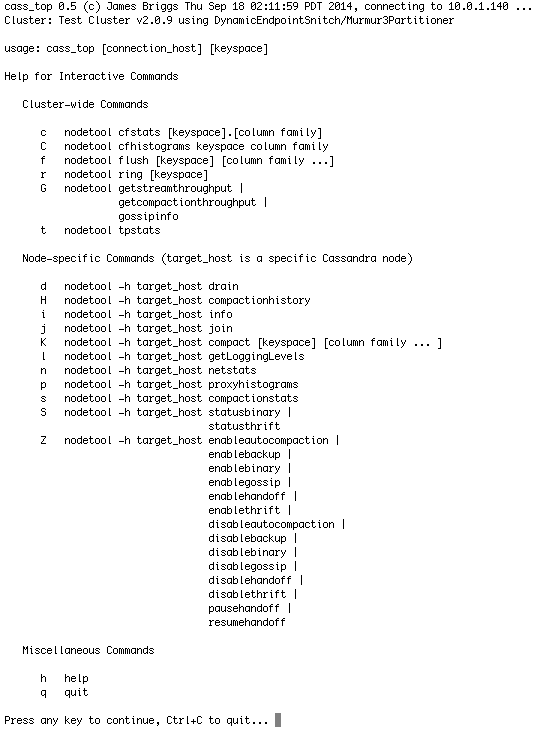 cass_top 0.5 (c) James Briggs Thu Sep 18 02:11:59 PDT 2014, connecting to 10.0.1.140 ...
Cluster: Test Cluster v2.0.9 using DynamicEndpointSnitch/Murmur3Partitioner
usage: cass_top [connection_host] [keyspace]
Help for Interactive Commands
Cluster-wide Commands
c nodetool cfstats [keyspace].[column family]
C nodetool cfhistograms keyspace column family
f nodetool flush [keyspace] [column family ...]
r nodetool ring [keyspace]
G nodetool getstreamthroughput |
getcompactionthroughput |
gossipinfo
t nodetool tpstats
Node-specific Commands (target_host is a specific Cassandra node)
d nodetool -h target_host drain
H nodetool -h target_host compactionhistory
i nodetool -h target_host info
j nodetool -h target_host join
K nodetool -h target_host compact [keyspace] [column family ... ]
l nodetool -h target_host getLoggingLevels
n nodetool -h target_host netstats
p nodetool -h target_host proxyhistograms
s nodetool -h target_host compactionstats
S nodetool -h target_host statusbinary |
statusthrift
Z nodetool -h target_host enableautocompaction |
enablebackup |
enablebinary |
enablegossip |
enablehandoff |
enablethrift |
disableautocompaction |
disablebackup |
disablebinary |
disablegossip |
disablehandoff |
disablethrift |
pausehandoff |
resumehandoff
Miscellaneous Commands
h help
q quit
Press any key to continue, Ctrl+C to quit...